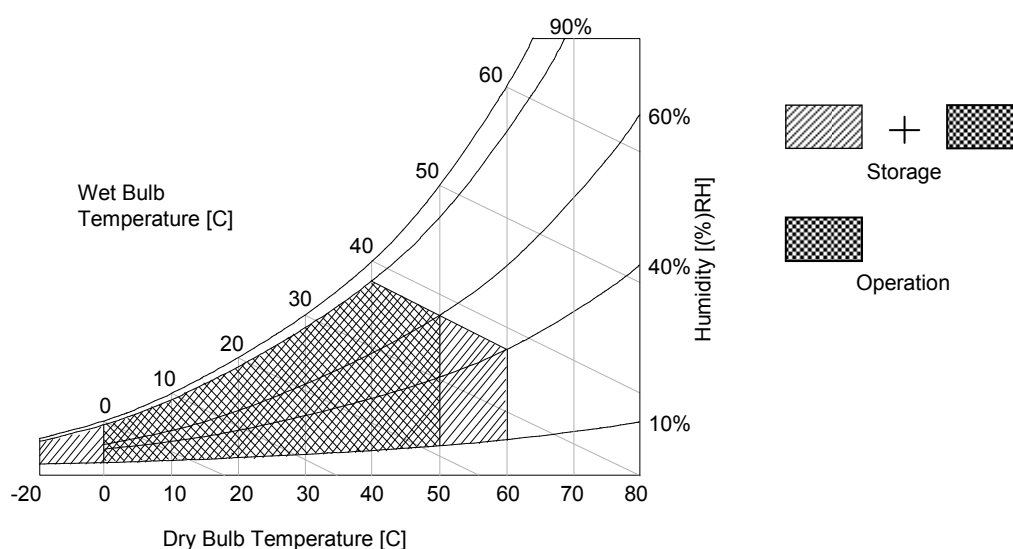 90%
60
60%
50
Wet Bulb
Temperature [C]
Storage
40
40%
Humidity [(%)RH]
Operation
30
20
10
0
10%
-20 0 10 20 30 40 50 60 70 80
Dry Bulb Temperature [C]